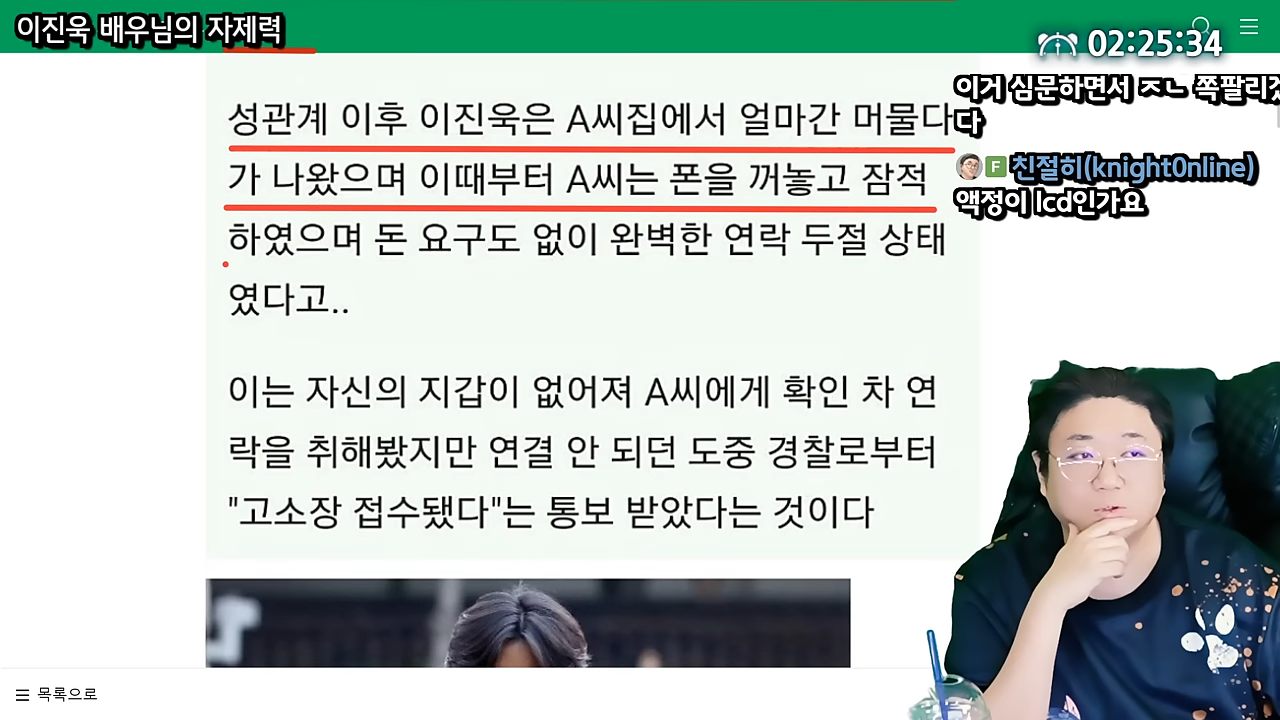 이진욱 배우님의 자제력
02:25:34
이거 심문하면서 ㅈㄴ 쪽팔리겠
다
F 친절히(knight0nline)
액정이 lcd인가요
성관계 이후 이진욱은 A씨집에서 얼마간 머물다
가 나왔으며 이때부터 A씨는 폰을 꺼놓고 잠적
하였으며 돈 요구도 없이 완벽한 연락 두절 상태
였다고..
이는 자신의 지갑이 없어져 A씨에게 확인 차 연
락을 취해봤지만 연결 안 되던 도중 경찰로부터
"고소장 접수됐다"는 통보 받았다는 것이다
목록으로